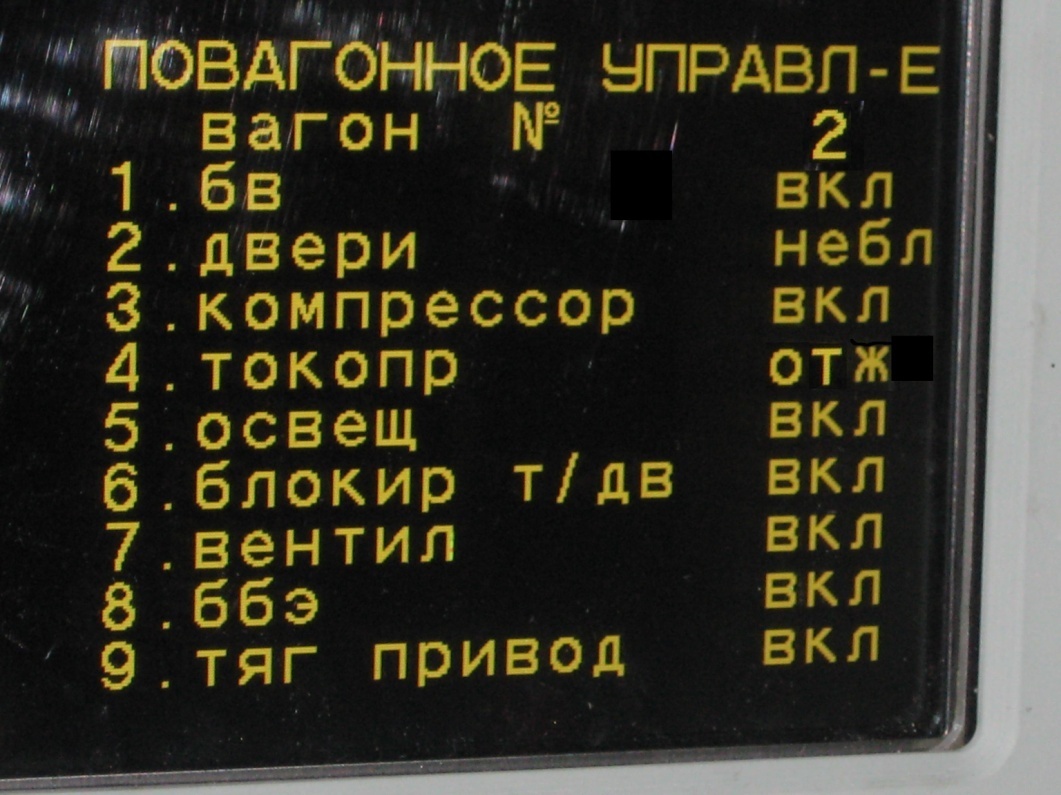 ПОВАГОННОЕ УПРАВЛ-Е
вагон № 2
1.бв вкл
2.двери небл
3.компрессор вкл
4.токопр отж
5.освещ вкл
6.блокир т/дв вкл
7.вентил вкл
8.ббэ вкл
9.тяг привод вкл